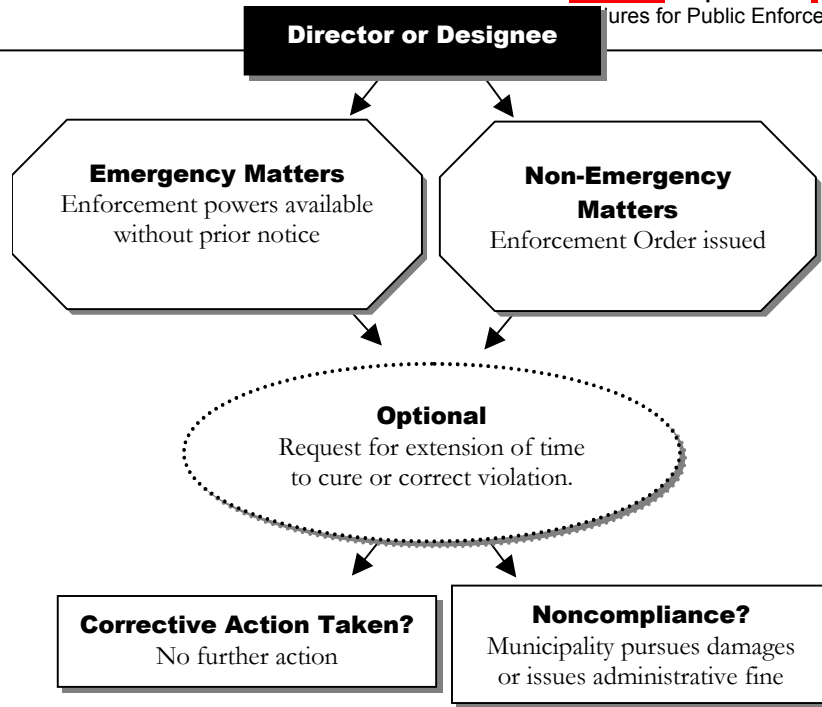 for Public Enforce
Director or Designee
Emergency Matters
Enforcement powers available
without prior notice
Non-Emergency
Matters
Enforcement Order issued
Optional
Request for extension of time
to cure or correct violation.
Corrective Action Taken?
No further action
Noncompliance?
Municipality pursues damages
or issues administrative fine